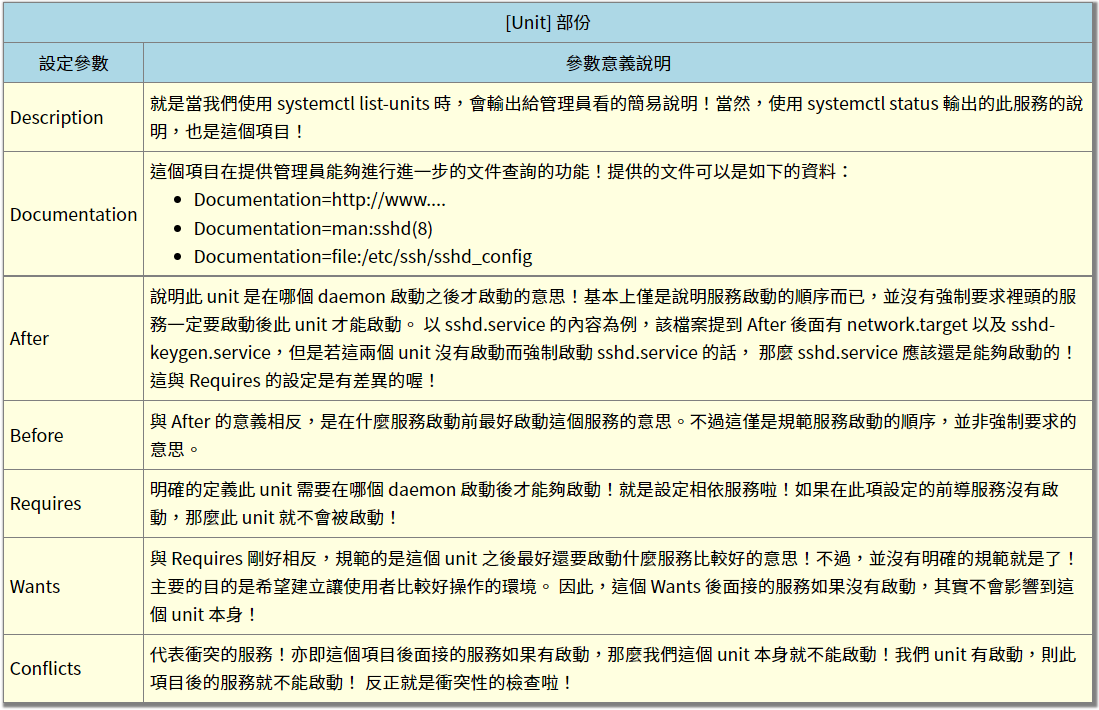 [Unit] 部份
設定參數
參數意義說明
Description
就是當我們使用 systemctl list-units 時，會輸出給管理員看的簡易說明！當然，使用 systemctl status 輸出的此服務的說
明，也是這個項目！
Documentation
這個項目在提供管理員能夠進行進一步的文件查詢的功能！提供的文件可以是如下的資料：
• Documentation=http://www....
• Documentation=man:sshd(8)
• Documentation=file:/etc/ssh/sshd_config
After
說明此 unit 是在哪個 daemon 啟動之後才啟動的意思！基本上僅是說明服務啟動的順序而已，並沒有強制要求裡頭的服
務一定要啟動後此 unit 才能啟動。 以 sshd.service 的內容為例，該檔案提到 After 後面有 network.target 以及 sshd-
keygen.service，但是若這兩個 unit 沒有啟動而強制啟動 sshd.service 的話， 那麼 sshd.service 應該還是能夠啟動的！
這與 Requires 的設定是有差異的喔！
Before
與 After 的意義相反，是在什麼服務啟動前最好啟動這個服務的意思。不過這僅是規範服務啟動的順序，並非強制要求的
意思。
Requires
明確的定義此 unit 需要在哪個 daemon 啟動後才能夠啟動！就是設定相依服務啦！如果在此項設定的前導服務沒有啟
動，那麼此 unit 就不會被啟動！
Wants
與 Requires 剛好相反，規範的是這個 unit 之後最好還要啟動什麼服務比較好的意思！不過，並沒有明確的規範就是了！
主要的目的是希望建立讓使用者比較好操作的環境。 因此，這個 Wants 後面接的服務如果沒有啟動，其實不會影響到這
個 unit 本身！
Conflicts
代表衝突的服務！亦即這個項目後面接的服務如果有啟動，那麼我們這個 unit 本身就不能啟動！我們 unit 有啟動，則此
項目後的服務就不能啟動！ 反正就是衝突性的檢查啦！